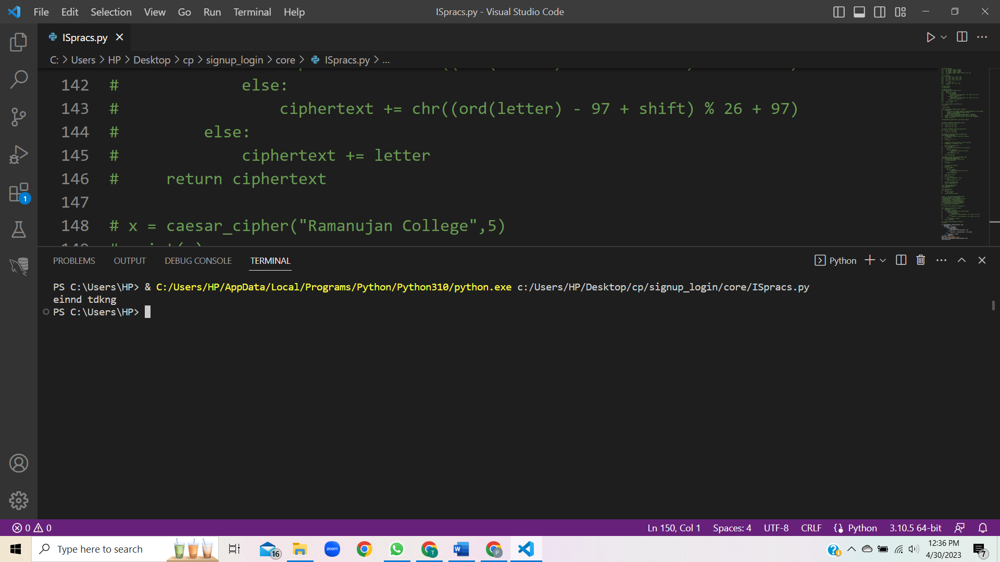 File Edit Selection View Go Run Terminal Help
ISpracs.py - Visual Studio Code
ISpracs.py
C: > Users > HP > Desktop > cp > signup_login > core > ISpracs.py > ...
142 #             else:
143 #                 ciphertext += chr((ord(letter) - 97 + shift) % 26 + 97)
144 #         else:
145 #             ciphertext += letter
146 #     return ciphertext
147
148 # x = caesar_cipher("Ramanujan College",5)
1
PROBLEMS OUTPUT DEBUG CONSOLE TERMINAL
Python
PS C:\Users\HP> & C:/Users/HP/AppData/Local/Programs/Python/Python310/python.exe c:/Users/HP/Desktop/cp/signup_login/core/ISpracs.py
einnd tdkng
PS C:\Users\HP>
0 0
Ln 150, Col 1 Spaces: 4 UTF-8 CRLF Python 3.10.5 64-bit
Type here to search
16
zoom
T
W
P
12:36 PM
4/30/2023
7